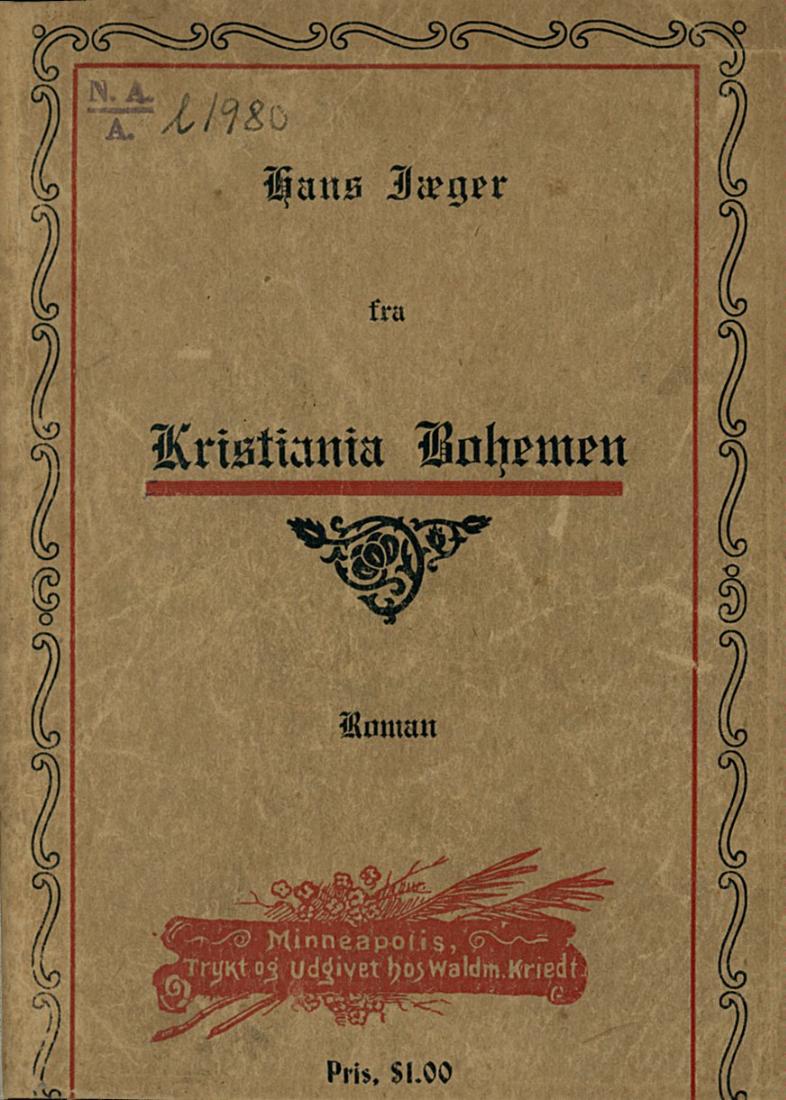 N. A.
A.
l 1980
Hans Jæger
fra
Kristiania Bohemen
Roman
Minneapolis,
Trykt og Udgivet hos Waldm. Kriedt
Pris, $1.00